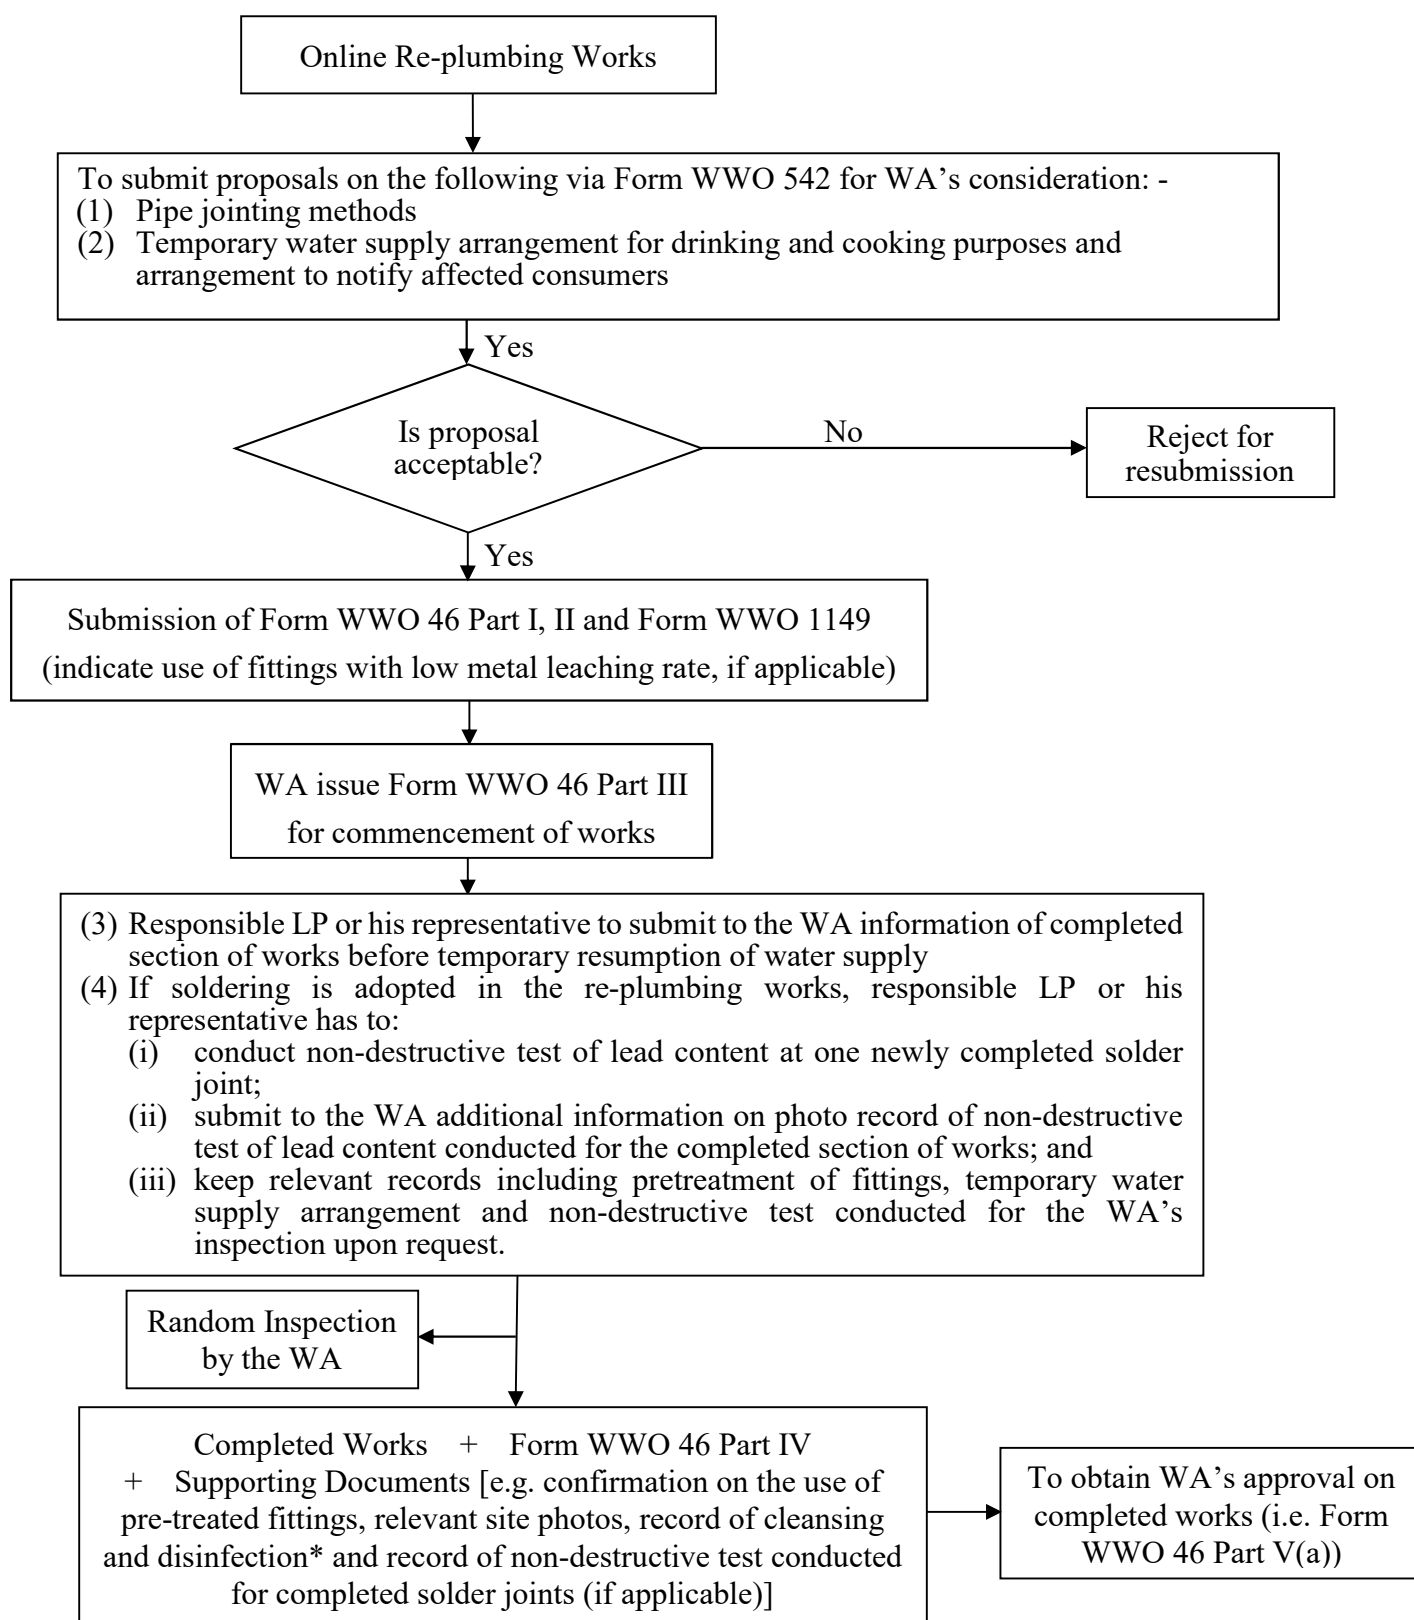 Online Re-plumbing Works
To submit proposals on the following via Form WWO 542 for WA’s consideration: -
(1) Pipe jointing methods
(2) Temporary water supply arrangement for drinking and cooking purposes and
arrangement to notify affected consumers
Yes
Is proposal
acceptable?
No
Reject for
resubmission
Yes
Submission of Form WWO 46 Part I, II and Form WWO 1149
(indicate use of fittings with low metal leaching rate, if applicable)
WA issue Form WWO 46 Part III
for commencement of works
(3) Responsible LP or his representative to submit to the WA information of completed
section of works before temporary resumption of water supply
(4) If soldering is adopted in the re-plumbing works, responsible LP or his
representative has to:
(i) conduct non-destructive test of lead content at one newly completed solder
joint;
(ii) submit to the WA additional information on photo record of non-destructive
test of lead content conducted for the completed section of works; and
(iii) keep relevant records including pretreatment of fittings, temporary water
supply arrangement and non-destructive test conducted for the WA’s
inspection upon request.
Random Inspection
by the WA
Completed Works + Form WWO 46 Part IV
+ Supporting Documents [e.g. confirmation on the use of
pre-treated fittings, relevant site photos, record of cleansing
and disinfection* and record of non-destructive test conducted
for completed solder joints (if applicable)]
To obtain WA’s approval on
completed works (i.e. Form
WWO 46 Part V(a))